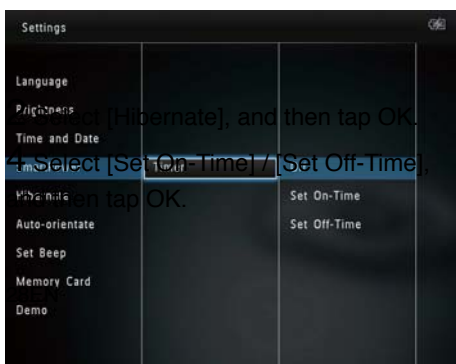 Settings
Language
Brightness
Select [Hibernate], and then tap OK.
Time and Date
4 Select [Set On-Time] / [Set Off-Time],
Timer
Hibernate
Set On-Time
then tap OK.
Auto-orientate
Set Off-Time
Set Beep
Memory Card
EN
Demo